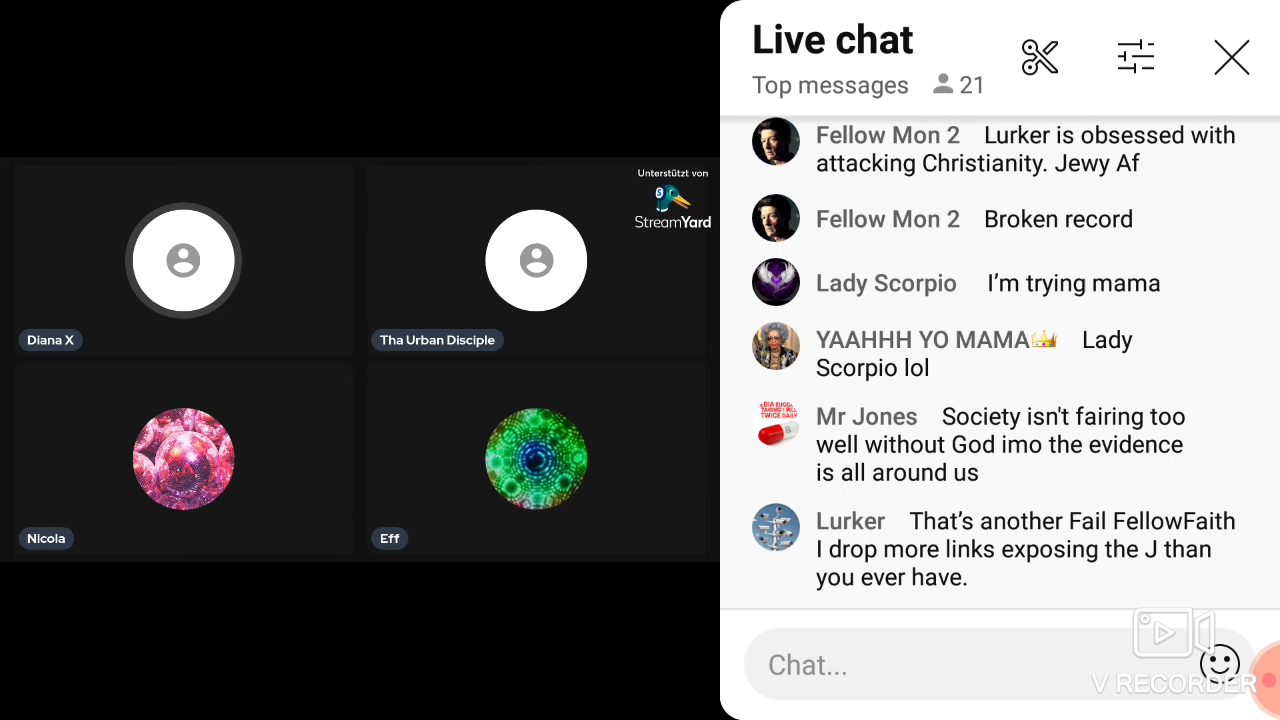 Live chat
Top messages 21
Fellow Mon 2 Lurker is obsessed with
attacking Christianity. Jewy Af
Fellow Mon 2 Broken record
Lady Scorpio I’m trying mama
YAAHHH YO MAMA👑 Lady
Scorpio lol
Mr Jones Society isn't fairing too
well without God imo the evidence
is all around us
Lurker That’s another Fail FellowFaith
I drop more links exposing the J than
you ever have.
Chat...
V RECORDER
Unterstützt von
StreamYard
Diana X
Tha Urban Disciple
Nicola
Eff